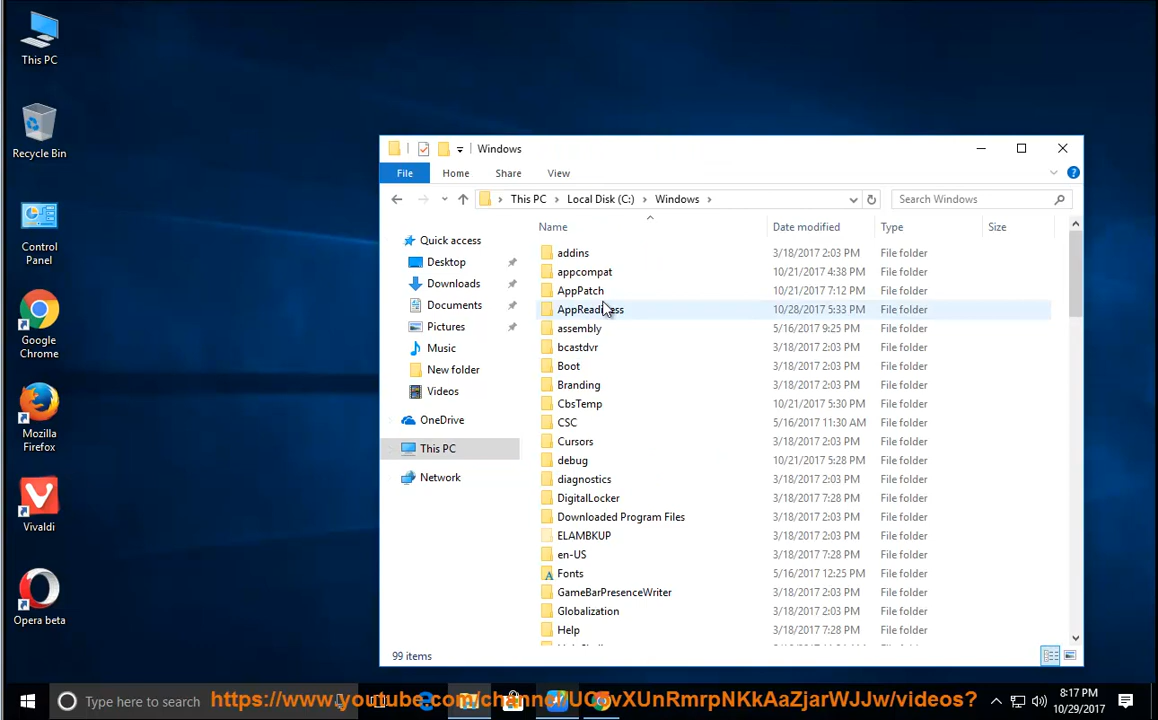 This PC
Recycle Bin
Control
Panel
Google
Chrome
Mozilla
Firefox
Vivaldi
Opera beta
Windows
File Home Share View
This PC Local Disk (C:) Windows
Search Windows
Quick access
Desktop
Downloads
Documents
Pictures
Music
New folder
Videos
OneDrive
This PC
Network
Name Date modified Type Size
addins 3/18/2017 2:03 PM File folder
appcompat 10/21/2017 4:38 PM File folder
AppPatch 10/21/2017 7:12 PM File folder
AppReadiness 10/28/2017 5:33 PM File folder
assembly 5/16/2017 9:25 PM File folder
bcastdvr 3/18/2017 2:03 PM File folder
Boot 3/18/2017 2:03 PM File folder
Branding 3/18/2017 2:03 PM File folder
CbsTemp 10/21/2017 5:30 PM File folder
CSC 5/16/2017 11:30 AM File folder
Cursors 3/18/2017 2:03 PM File folder
debug 10/21/2017 5:28 PM File folder
diagnostics 3/18/2017 2:03 PM File folder
DigitalLocker 3/18/2017 7:28 PM File folder
Downloaded Program Files 3/18/2017 2:03 PM File folder
ELAMBKUP 3/18/2017 2:03 PM File folder
en-US 3/18/2017 7:28 PM File folder
Fonts 5/16/2017 12:25 PM File folder
GameBarPresenceWriter 3/18/2017 2:03 PM File folder
Globalization 3/18/2017 2:03 PM File folder
Help 3/18/2017 7:28 PM File folder
99 items
Type here to search
8:17 PM
10/29/2017